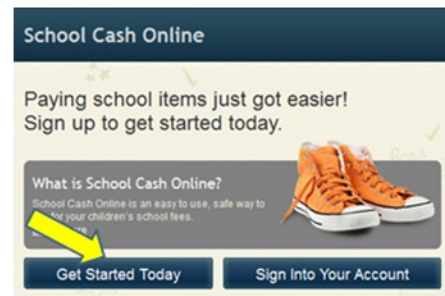 School Cash Online
Paying school items just got easier!
Sign up to get started today.
What is School Cash Online?
School Cash Online is an easy to use, safe way to
for your children's school fees.
Get Started Today
Sign Into Your Account